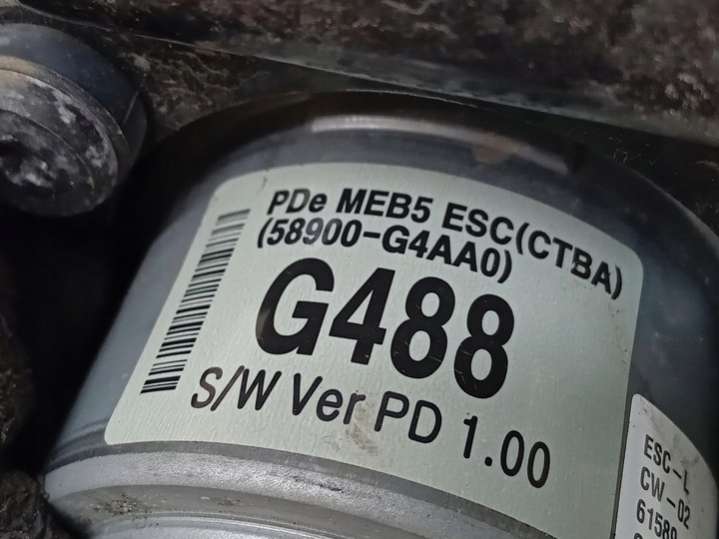 PDe MEB5 ESC(CTBA)
(58900-G4AA0)
G488
S/W Ver PD 1.00
ESC-L
CW-02
61589